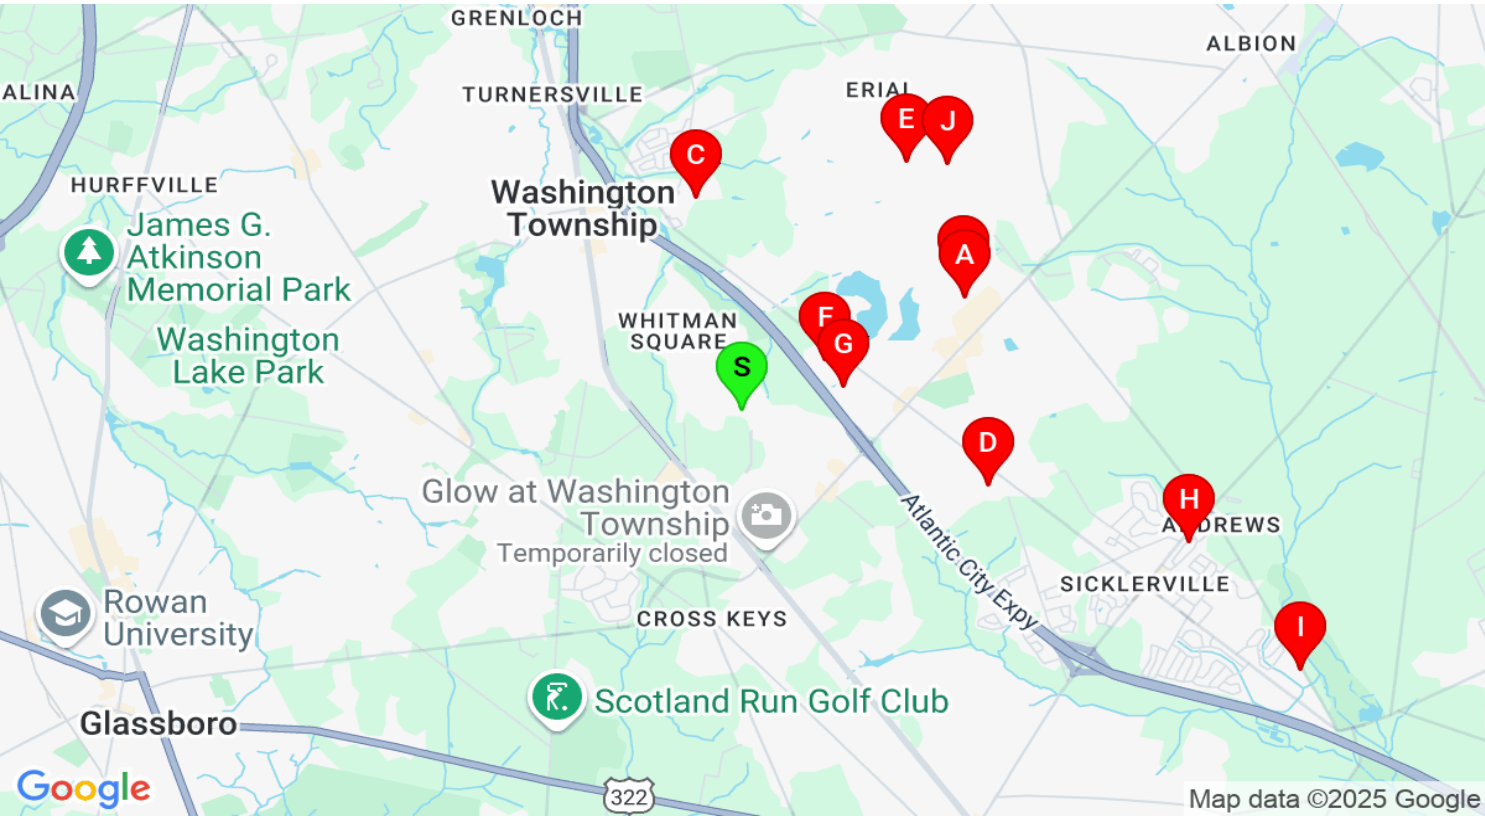 GRENLOCH
ALBION
ALINA
TURNERSVILLE
ERIAL
E
J
C
HURFFVILLE
Washington
Township
James G.
Atkinson
Memorial Park
A
WHITMAN
SQUARE
F
G
Washington
Lake Park
S
D
Glow at Washington
Township
Temporarily closed
H
ANDREWS
Atlantic City Expy
SICKLERVILLE
Rowan
University
CROSS KEYS
I
Scotland Run Golf Club
Glassboro
Google
322
Map data ©2025 Google